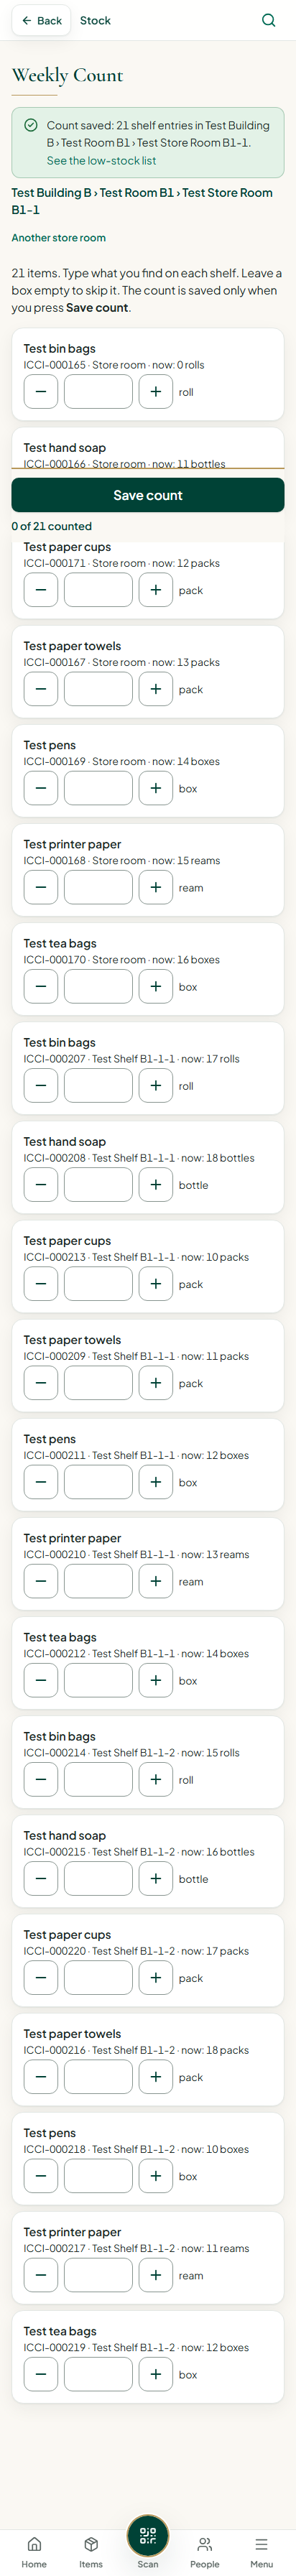 Back
Stock
Weekly Count
Count saved: 21 shelf entries in Test Building
B › Test Room B1 › Test Store Room B1-1.
See the low-stock list
Test Building B › Test Room B1 › Test Store Room
B1-1
Another store room
21 items. Type what you find on each shelf. Leave a
box empty to skip it. The count is saved only when
you press Save count.
Test bin bags
ICCI-000165 · Store room · now: 0 rolls
roll
Test hand soap
ICCI-000166 · Store room · now: 11 bottles
Save count
0 of 21 counted
Test paper cups
ICCI-000171 · Store room · now: 12 packs
pack
Test paper towels
ICCI-000167 · Store room · now: 13 packs
pack
Test pens
ICCI-000169 · Store room · now: 14 boxes
box
Test printer paper
ICCI-000168 · Store room · now: 15 reams
ream
Test tea bags
ICCI-000170 · Store room · now: 16 boxes
box
Test bin bags
ICCI-000207 · Test Shelf B1-1-1 · now: 17 rolls
roll
Test hand soap
ICCI-000208 · Test Shelf B1-1-1 · now: 18 bottles
bottle
Test paper cups
ICCI-000213 · Test Shelf B1-1-1 · now: 10 packs
pack
Test paper towels
ICCI-000209 · Test Shelf B1-1-1 · now: 11 packs
pack
Test pens
ICCI-000211 · Test Shelf B1-1-1 · now: 12 boxes
box
Test printer paper
ICCI-000210 · Test Shelf B1-1-1 · now: 13 reams
ream
Test tea bags
ICCI-000212 · Test Shelf B1-1-1 · now: 14 boxes
box
Test bin bags
ICCI-000214 · Test Shelf B1-1-2 · now: 15 rolls
roll
Test hand soap
ICCI-000215 · Test Shelf B1-1-2 · now: 16 bottles
bottle
Test paper cups
ICCI-000220 · Test Shelf B1-1-2 · now: 17 packs
pack
Test paper towels
ICCI-000216 · Test Shelf B1-1-2 · now: 18 packs
pack
Test pens
ICCI-000218 · Test Shelf B1-1-2 · now: 10 boxes
box
Test printer paper
ICCI-000217 · Test Shelf B1-1-2 · now: 11 reams
ream
Test tea bags
ICCI-000219 · Test Shelf B1-1-2 · now: 12 boxes
box
Home
Items
Scan
People
Menu